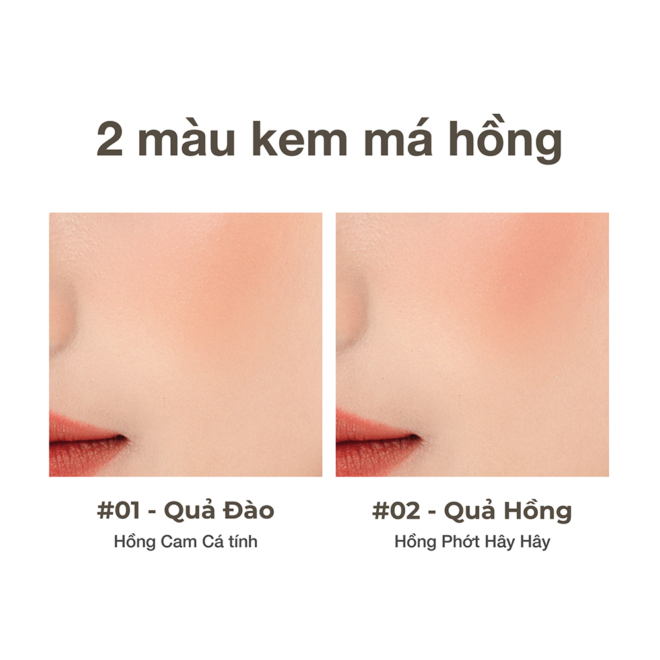 2 màu kem má hồng
#01 - Quả Đào
Hồng Cam Cá tính
#02 - Quả Hồng
Hồng Phớt Hây Hây